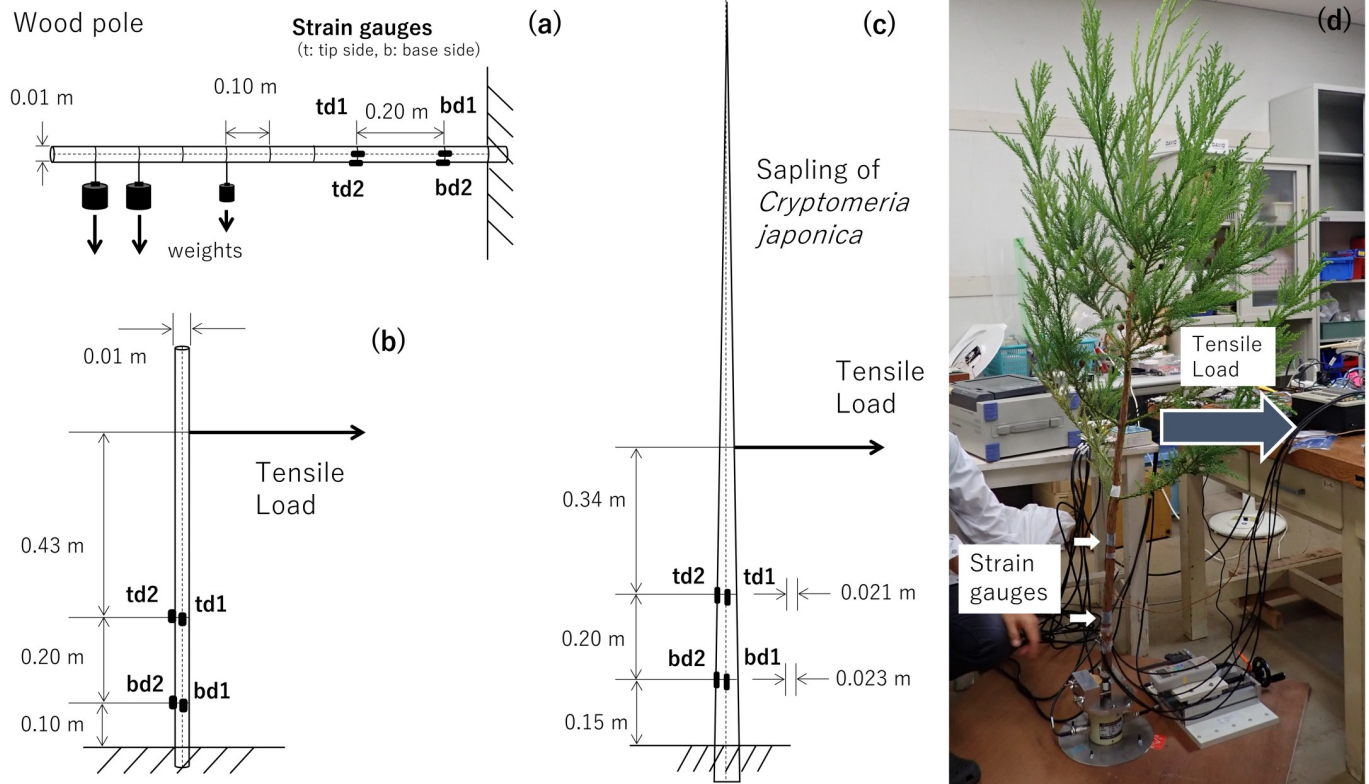 Wood pole
Strain gauges
(t: tip side, b: base side)
(a)
0.01 m
0.10 m
td1
0.20 m
bd1
td2
bd2
weights
(b)
0.01 m
Tensile
Load
0.43 m
td2
td1
0.20 m
bd2
bd1
0.10 m
(c)
Sapling of
Cryptomeria
japonica
Tensile
Load
0.34 m
td2
td1
0.021 m
0.20 m
bd2
bd1
0.023 m
0.15 m
(d)
Tensile
Load
Strain
gauges